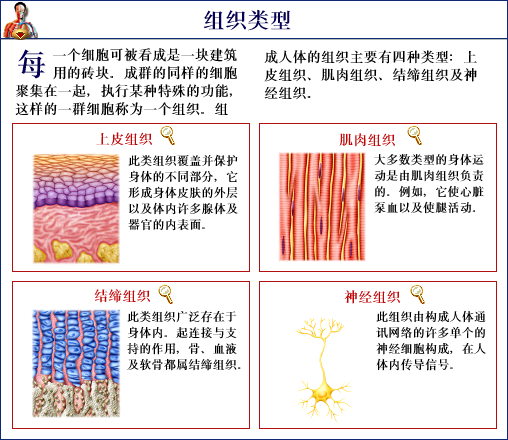 组织类型
每一个细胞可被看成是一块建筑
用的砖块．成群的同样的细胞
聚集在一起，执行某种特殊的功能，
这样的一群细胞称为一个组织．组
成人体的组织主要有四种类型：上
皮组织、肌肉组织、结缔组织及神
经组织．
上皮组织
此类组织覆盖并保护
身体的不同部分，它
形成身体皮肤的外层
以及体内许多腺体及
器官的内表面．
肌肉组织
大多数类型的身体运
动是由肌肉组织负责
的．例如，它使心脏
泵血以及使腿活动．
结缔组织
此类组织广泛存在于
身体内．起连接与支
持的作用，骨、血液
及软骨都属结缔组织．
神经组织
此组织由构成人体通
讯网络的许多单个的
神经细胞构成，在人
体内传导信号．